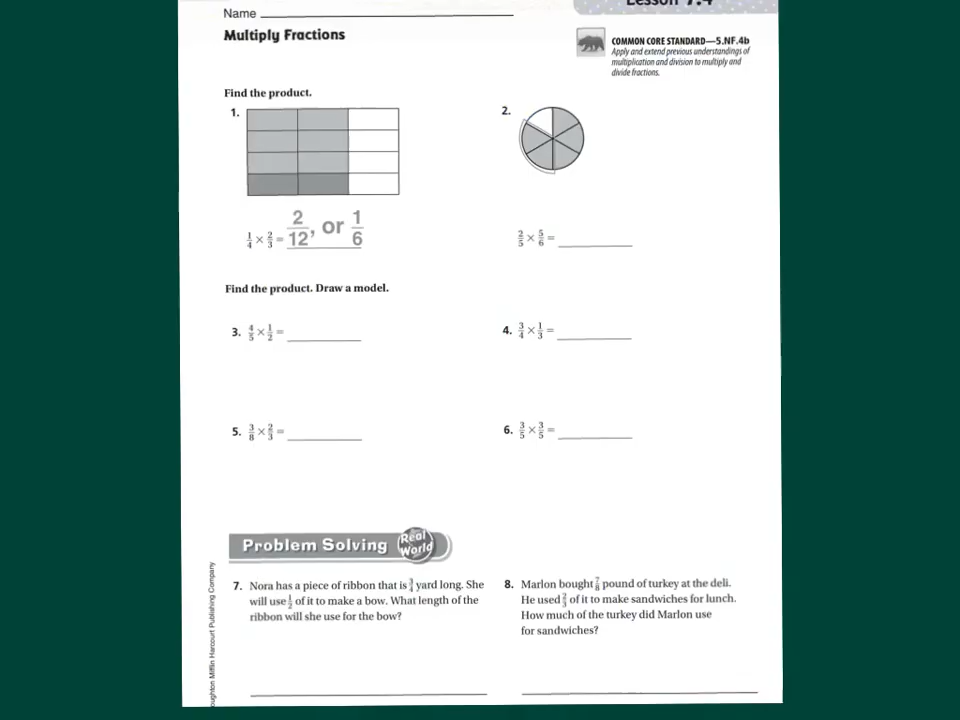 Lesson 7.4
Name
Multiply Fractions
COMMON CORE STANDARD—5.NF.4b
Apply and extend previous understandings of
multiplication and division to multiply and
divide fractions.
Find the product.
1.
2.
1/4 × 2/3 = 2/12, or 1/6
2/5 × 5/6 =
Find the product. Draw a model.
3. 4/5 × 1/2 =
4. 3/4 × 1/3 =
5. 3/8 × 2/3 =
6. 3/5 × 3/5 =
Problem Solving Real
World
7. Nora has a piece of ribbon that is 3/4 yard long. She
will use 1/2 of it to make a bow. What length of the
ribbon will she use for the bow?
8. Marlon bought 7/8 pound of turkey at the deli.
He used 2/3 of it to make sandwiches for lunch.
How much of the turkey did Marlon use
for sandwiches?
Mifflin Harcourt Publishing Company